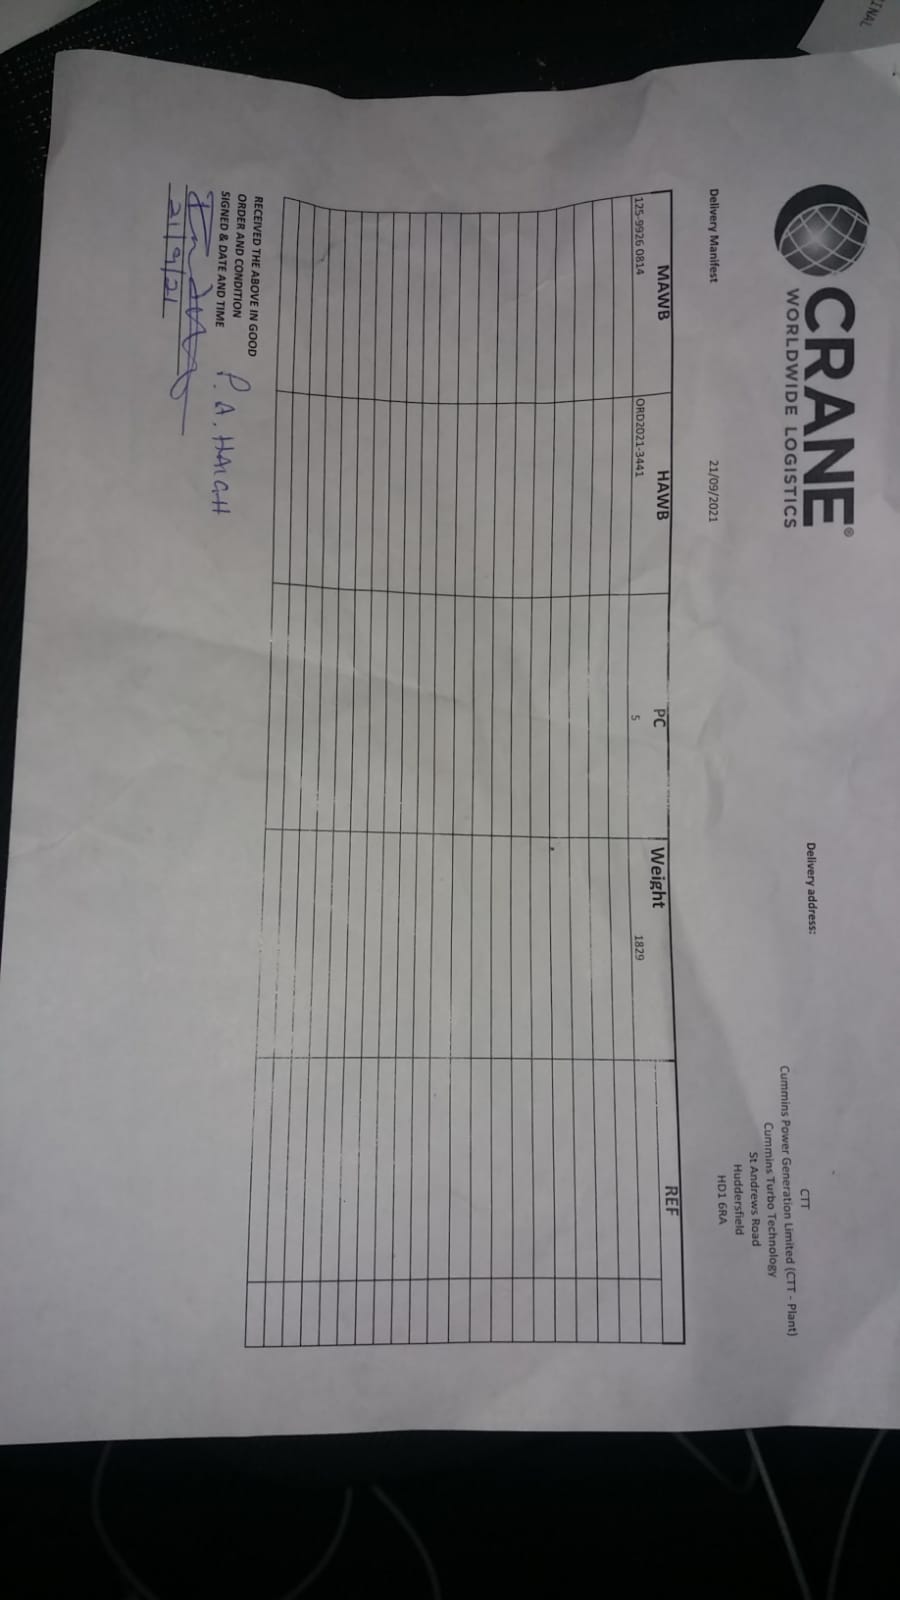 INAL
CRANE®
WORLDWIDE LOGISTICS
Delivery address:
CTT
Cummins Power Generation Limited (CTT - Plant)
Cummins Turbo Technology
St Andrews Road
Huddersfield
HD1 6RA
Delivery Manifest 21/09/2021
MAWB HAWB PC Weight REF
125-9926 0814 ORD2021-3441 5 1829
RECEIVED THE ABOVE IN GOOD
ORDER AND CONDITION
SIGNED & DATE AND TIME
P. A. HAIGH
21/9/21